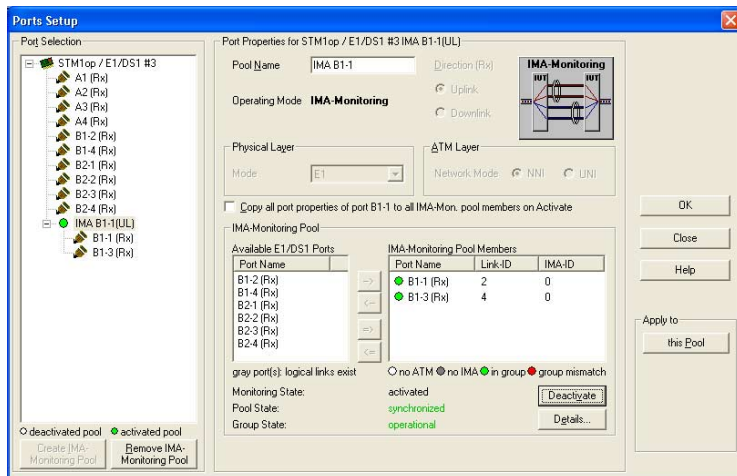 Ports Setup
Port Selection
STM1op / E1/DS1 #3
A1 (Rx)
A2 (Rx)
A3 (Rx)
A4 (Rx)
B1-2 (Rx)
B1-4 (Rx)
B2-1 (Rx)
B2-2 (Rx)
B2-3 (Rx)
B2-4 (Rx)
IMA B1-1(UL)
B1-1 (Rx)
B1-3 (Rx)
deactivated pool activated pool
Create IMA-
Monitoring Pool
Remove IMA-
Monitoring Pool
Port Properties for STM1op / E1/DS1 #3 IMA B1-1(UL)
Pool Name IMA B1-1
Operating Mode IMA-Monitoring
Direction (Rx)
Uplink
Downlink
IMA-Monitoring
IUT IUT
Physical Layer
Mode E1
ATM Layer
Network Mode NNI UNI
Copy all port properties of port B1-1 to all IMA-Mon. pool members on Activate
IMA-Monitoring Pool
Available E1/DS1 Ports
Port Name
B1-2 (Rx)
B1-4 (Rx)
B2-1 (Rx)
B2-2 (Rx)
B2-3 (Rx)
B2-4 (Rx)
->
<-
=>
<=
IMA-Monitoring Pool Members
Port Name Link-ID IMA-ID
B1-1 (Rx) 2 0
B1-3 (Rx) 4 0
gray port(s): logical links exist
no ATM no IMA in group group mismatch
Monitoring State: activated
Pool State: synchronized
Group State: operational
Deactivate
Details...
OK
Close
Help
Apply to
this Pool